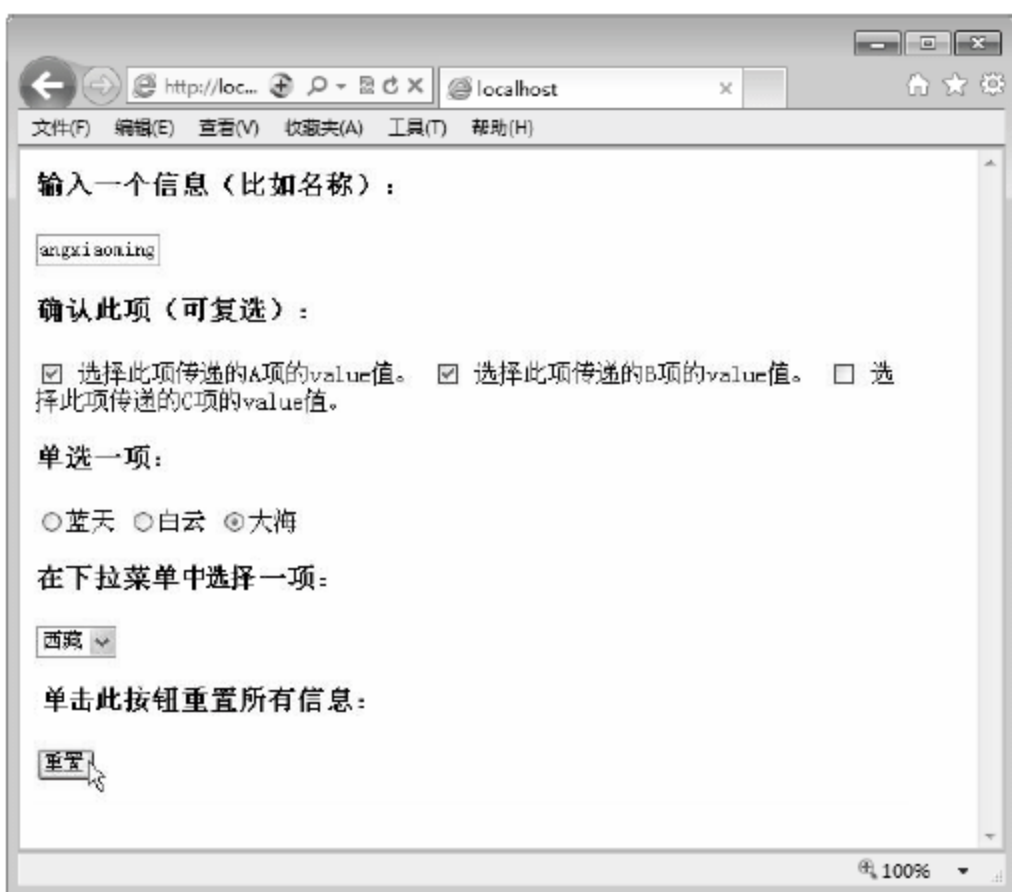 http://loc...
localhost
文件(F) 编辑(E) 查看(V) 收藏夹(A) 工具(T) 帮助(H)
输入一个信息（比如名称）：
angxiaoming
确认此项（可复选）：
选择此项传递的A项的value值。 选择此项传递的B项的value值。 选
择此项传递的C项的value值。
单选一项：
蓝天 白云 大海
在下拉菜单中选择一项：
西藏
单击此按钮重置所有信息：
重置
100%